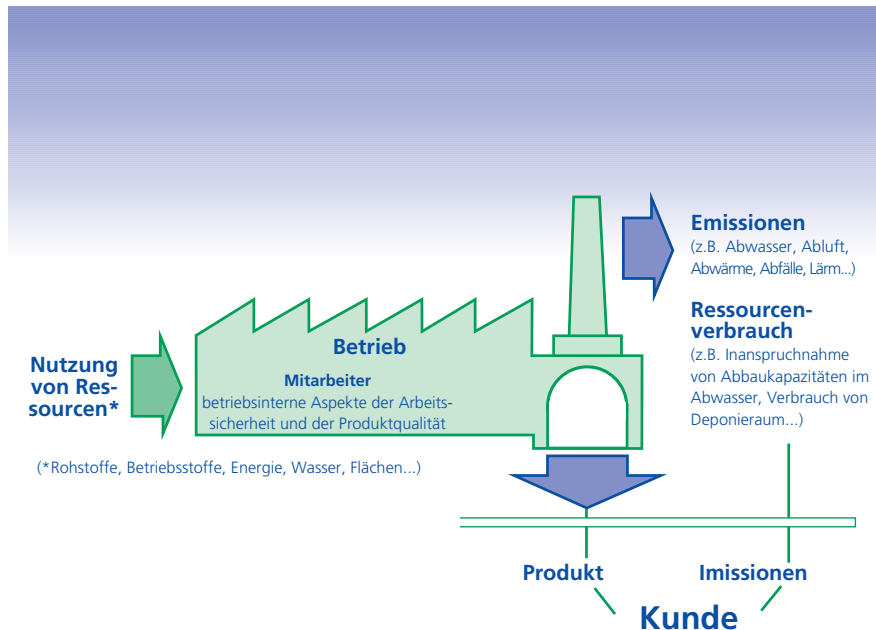 Emissionen
(z.B. Abwasser, Abluft,
Abwärme, Abfälle, Lärm...)
Ressourcen-
verbrauch
(z.B. Inanspruchnahme
von Abbaukapazitäten im
Abwasser, Verbrauch von
Deponieraum...)
Nutzung
von Res-
sourcen*
Betrieb
Mitarbeiter
betriebsinterne Aspekte der Arbeits-
sicherheit und der Produktqualität
(*Rohstoffe, Betriebsstoffe, Energie, Wasser, Flächen...)
Produkt
Imissionen
Kunde